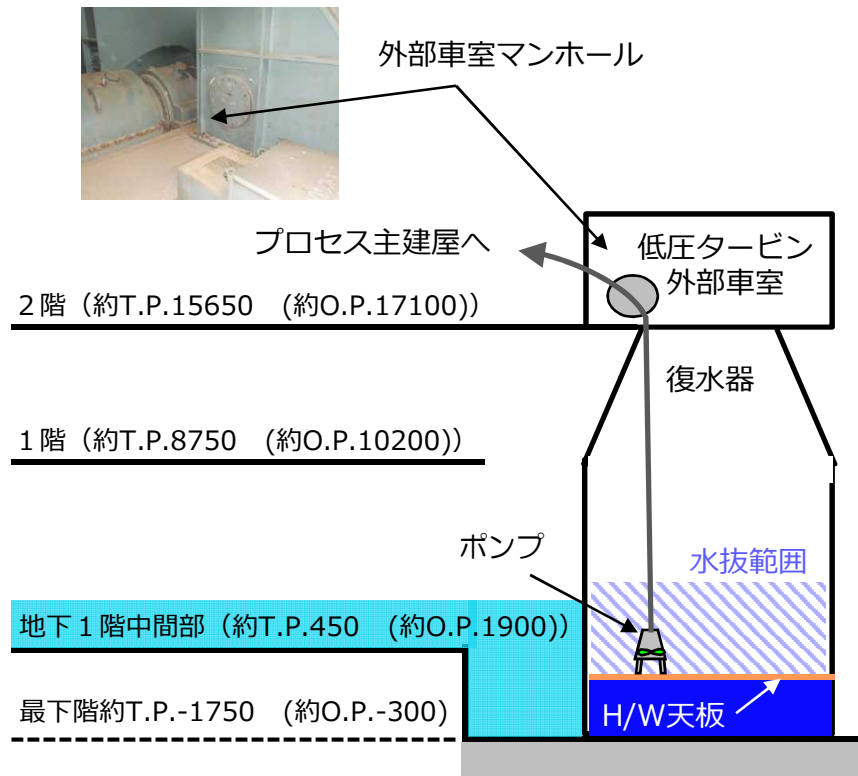 外部車室マンホール
プロセス主建屋へ
低圧タービン
外部車室
２階（約T.P.15650　(約O.P.17100)）
復水器
１階（約T.P.8750　(約O.P.10200)）
ポンプ
水抜範囲
地下１階中間部（約T.P.450　(約O.P.1900)）
最下階約T.P.-1750　(約O.P.-300)
H/W天板